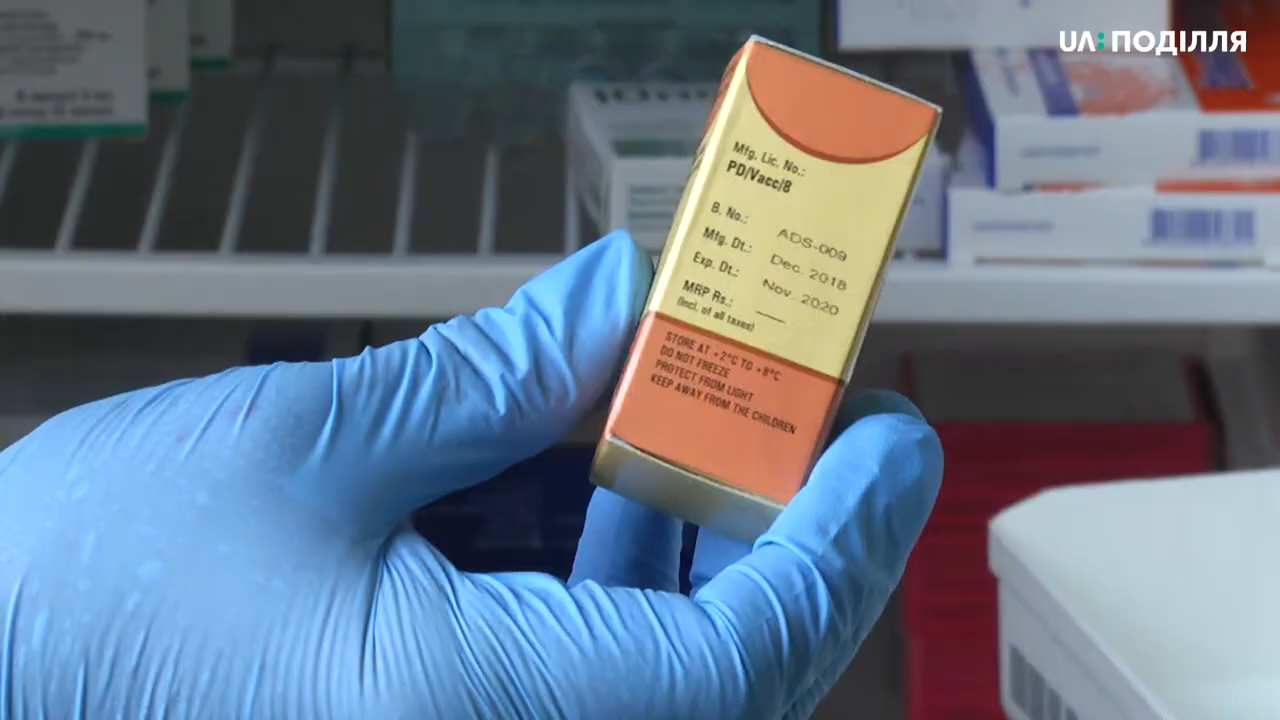 UA: ПОДІЛЛЯ
Mfg. Lic. No.:
PD/Vacc/8
B. No.: ADS-009
Mfg. Dt.: Dec. 2018
Exp. Dt.: Nov. 2020
MRP Rs.:
(Incl. of all taxes)
STORE AT +2°C TO +8°C
DO NOT FREEZE
PROTECT FROM LIGHT
KEEP AWAY FROM THE CHILDREN